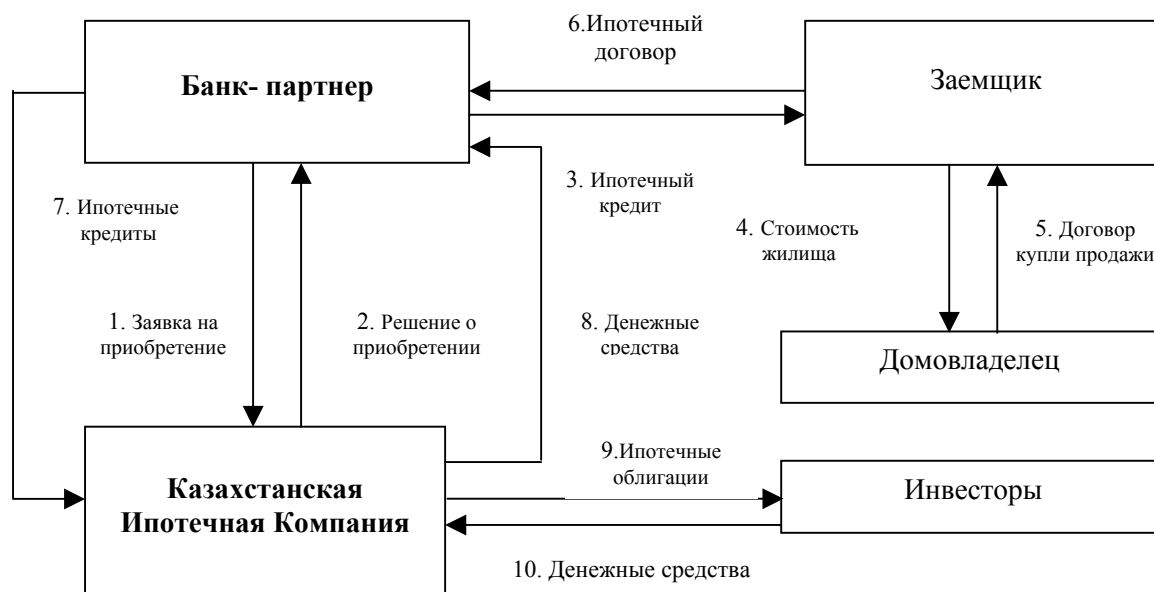 6.Ипотечный
договор
Банк- партнер
Заемщик
7. Ипотечные
кредиты
3. Ипотечный
кредит
4. Стоимость
жилища
5. Договор
купли продажи
1. Заявка на
приобретение
2. Решение о
приобретении
8. Денежные
средства
Домовладелец
Казахстанская
Ипотечная Компания
9.Ипотечные
облигации
Инвесторы
10. Денежные средства